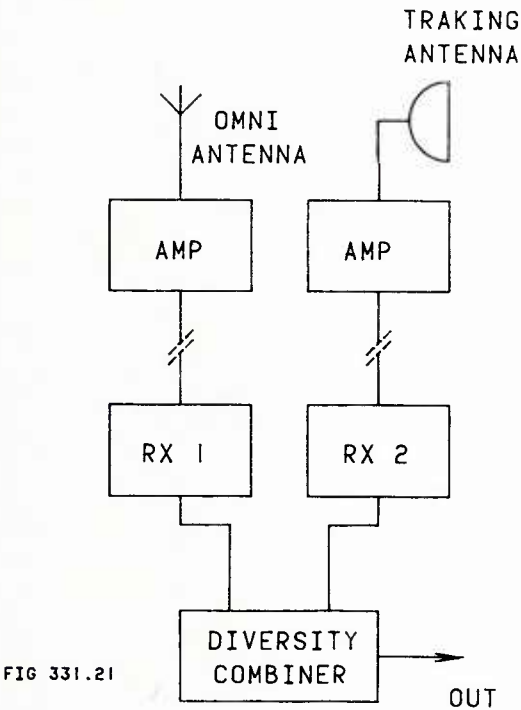 TRAKING
ANTENNA
OMNI
ANTENNA
AMP
AMP
RX 1
RX 2
DIVERSITY
COMBINER
FIG 331.21
OUT